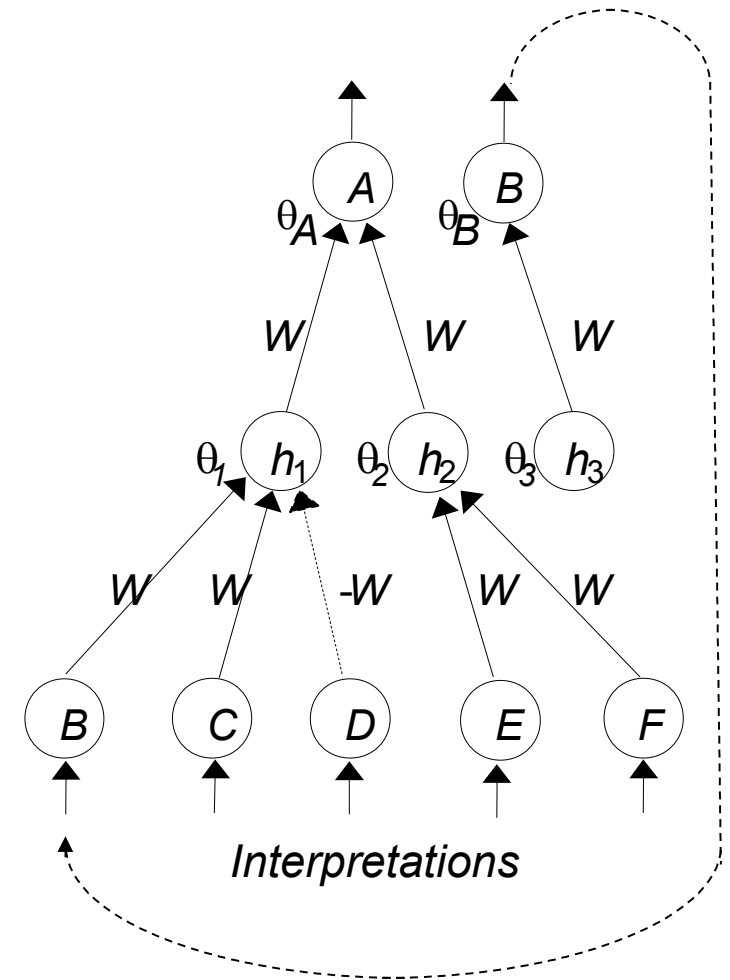 A B
θA θB
W W W
θ1 h1 θ2 h2 θ3 h3
W W -W W W
B C D E F
Interpretations